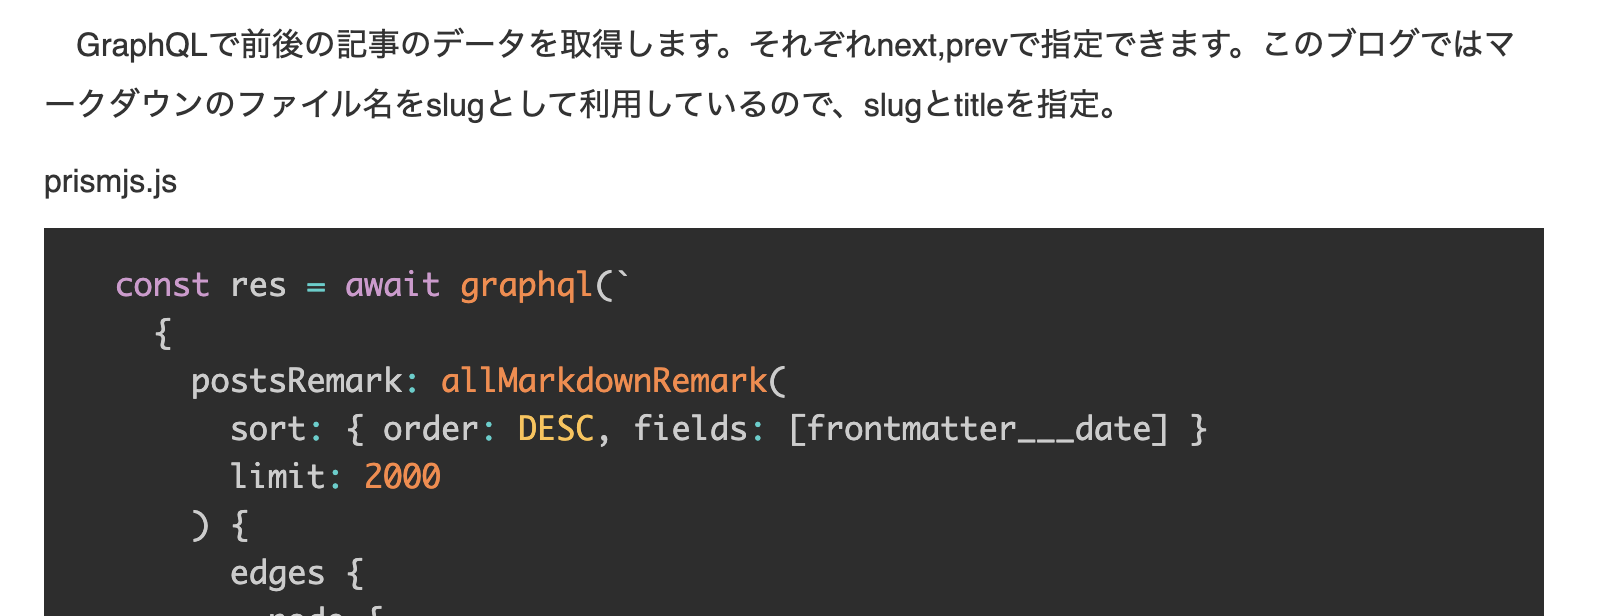 GraphQLで前後の記事のデータを取得します。それぞれnext,prevで指定できます。このブログではマ
ークダウンのファイル名をslugとして利用しているので、slugとtitleを指定。
prismjs.js
const res = await graphql(`
{
postsRemark: allMarkdownRemark(
sort: { order: DESC, fields: [frontmatter___date] }
limit: 2000
) {
edges {
node {